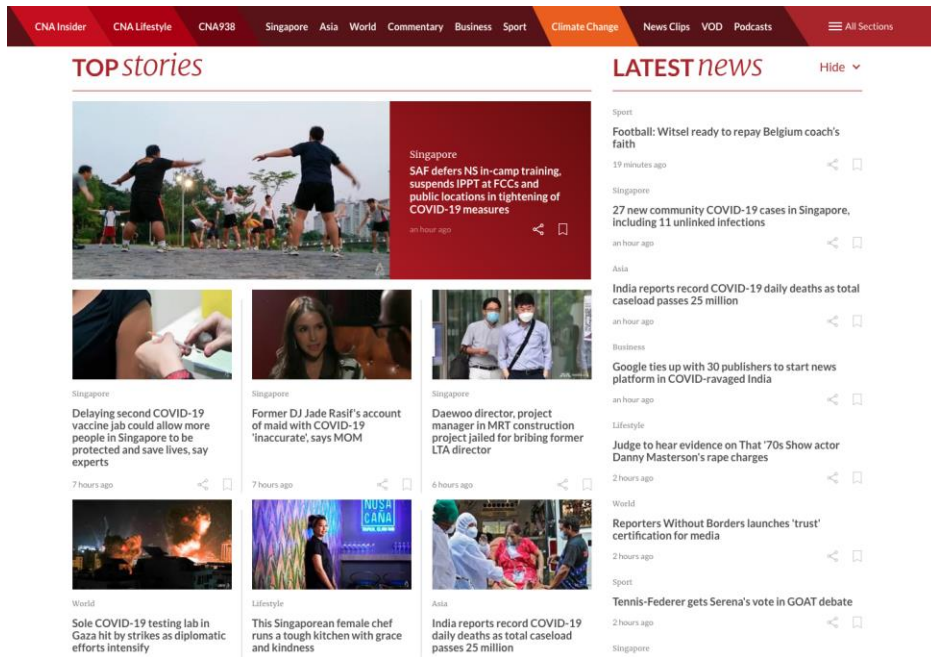 CNA Insider CNA Lifestyle CNA938 Singapore Asia World Commentary Business Sport Climate Change News Clips VOD Podcasts All Sections
TOP stories
Singapore
SAF defers NS in-camp training,
suspends IPPT at FCCs and
public locations in tightening of
COVID-19 measures
an hour ago
Singapore
Delaying second COVID-19
vaccine jab could allow more
people in Singapore to be
protected and save lives, say
experts
7 hours ago
Singapore
Former DJ Jade Rasif's account
of maid with COVID-19
'inaccurate', says MOM
7 hours ago
Singapore
Daewoo director, project
manager in MRT construction
project jailed for bribing former
LTA director
6 hours ago
World
Sole COVID-19 testing lab in
Gaza hit by strikes as diplomatic
efforts intensify
NUSA
CAÑA
Lifestyle
This Singaporean female chef
runs a tough kitchen with grace
and kindness
Asia
India reports record COVID-19
daily deaths as total caseload
passes 25 million
LATEST news
Hide
Sport
Football: Witsel ready to repay Belgium coach's
faith
19 minutes ago
Singapore
27 new community COVID-19 cases in Singapore,
including 11 unlinked infections
an hour ago
Asia
India reports record COVID-19 daily deaths as total
caseload passes 25 million
an hour ago
Business
Google ties up with 30 publishers to start news
platform in COVID-ravaged India
an hour ago
Lifestyle
Judge to hear evidence on That '70s Show actor
Danny Masterson's rape charges
2 hours ago
World
Reporters Without Borders launches 'trust'
certification for media
2 hours ago
Sport
Tennis-Federer gets Serena's vote in GOAT debate
2 hours ago
Singapore